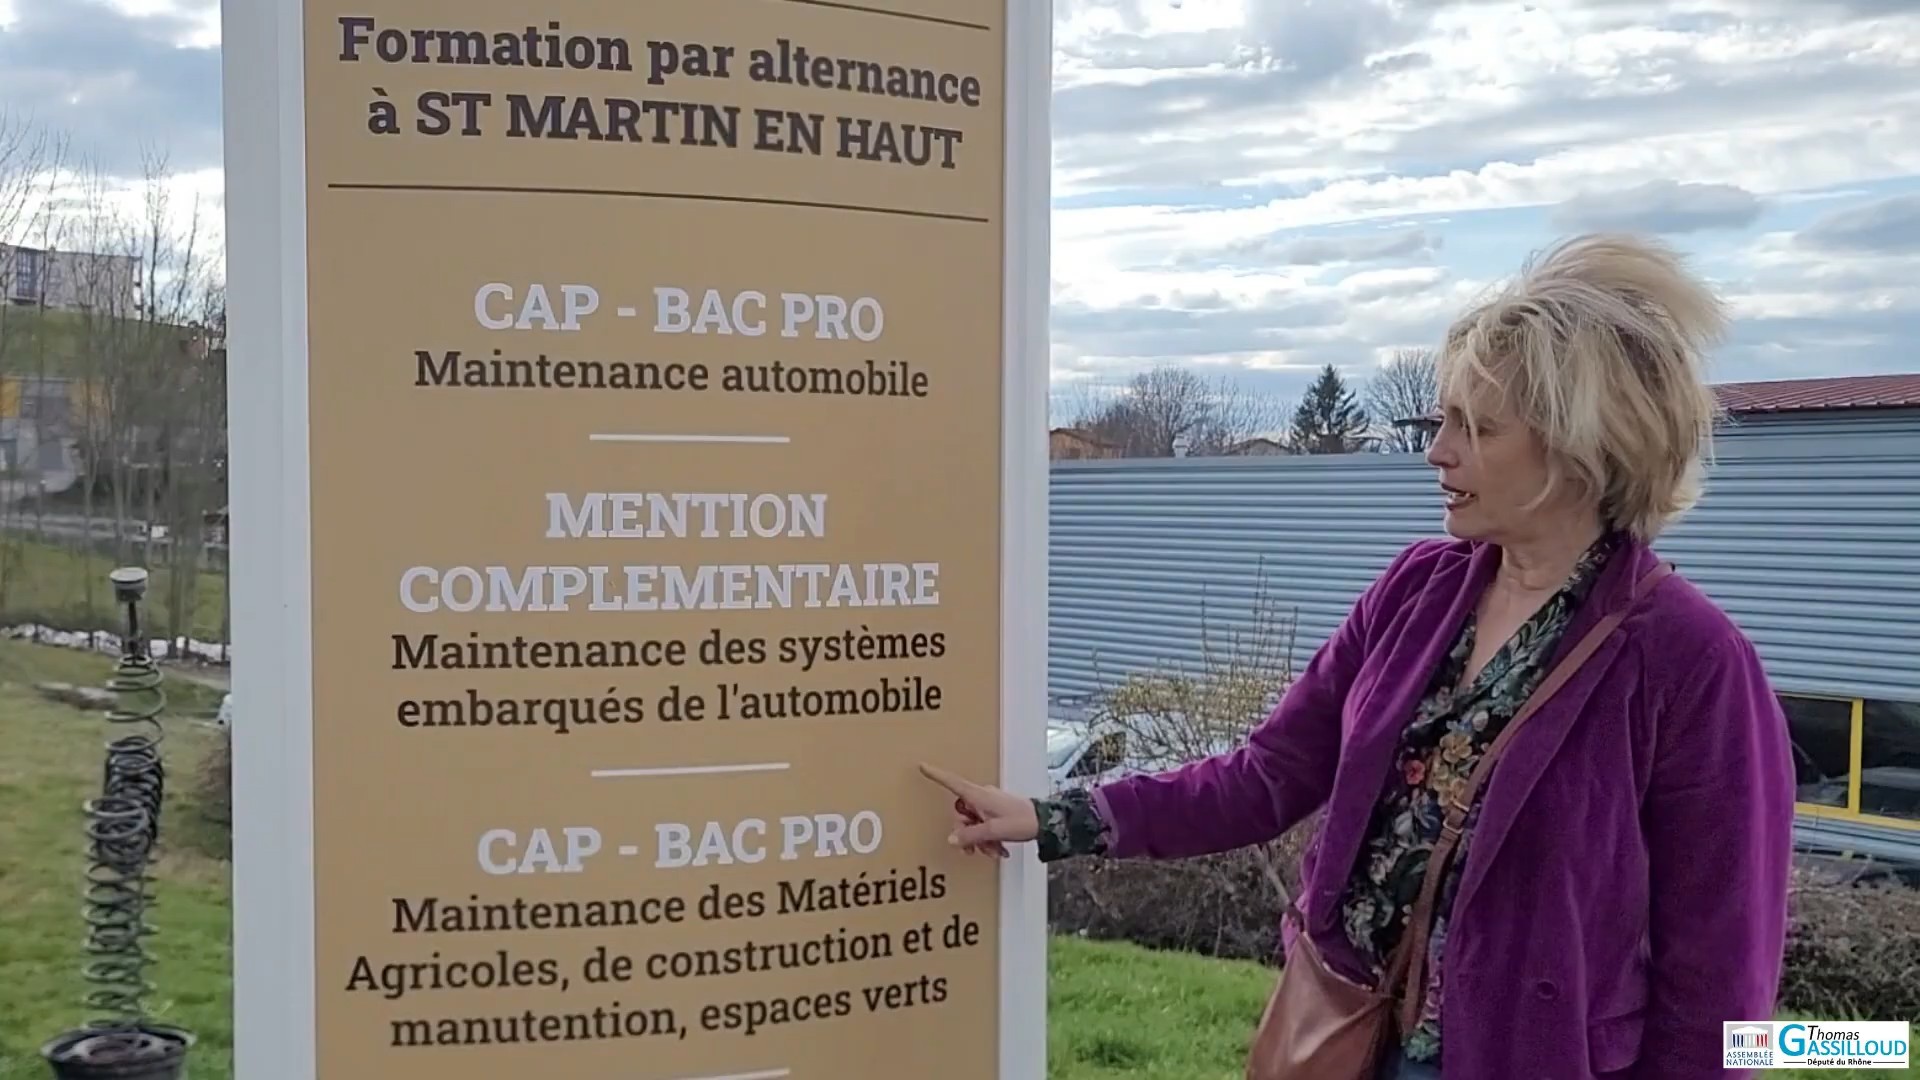 Formation par alternance
à ST MARTIN EN HAUT
CAP - BAC PRO
Maintenance automobile
MENTION
COMPLEMENTAIRE
Maintenance des systèmes
embarqués de l'automobile
CAP - BAC PRO
Maintenance des Matériels
Agricoles, de construction et de
manutention, espaces verts
ASSEMBLÉE
NATIONALE
Thomas
GASSILLOUD
Député du Rhône